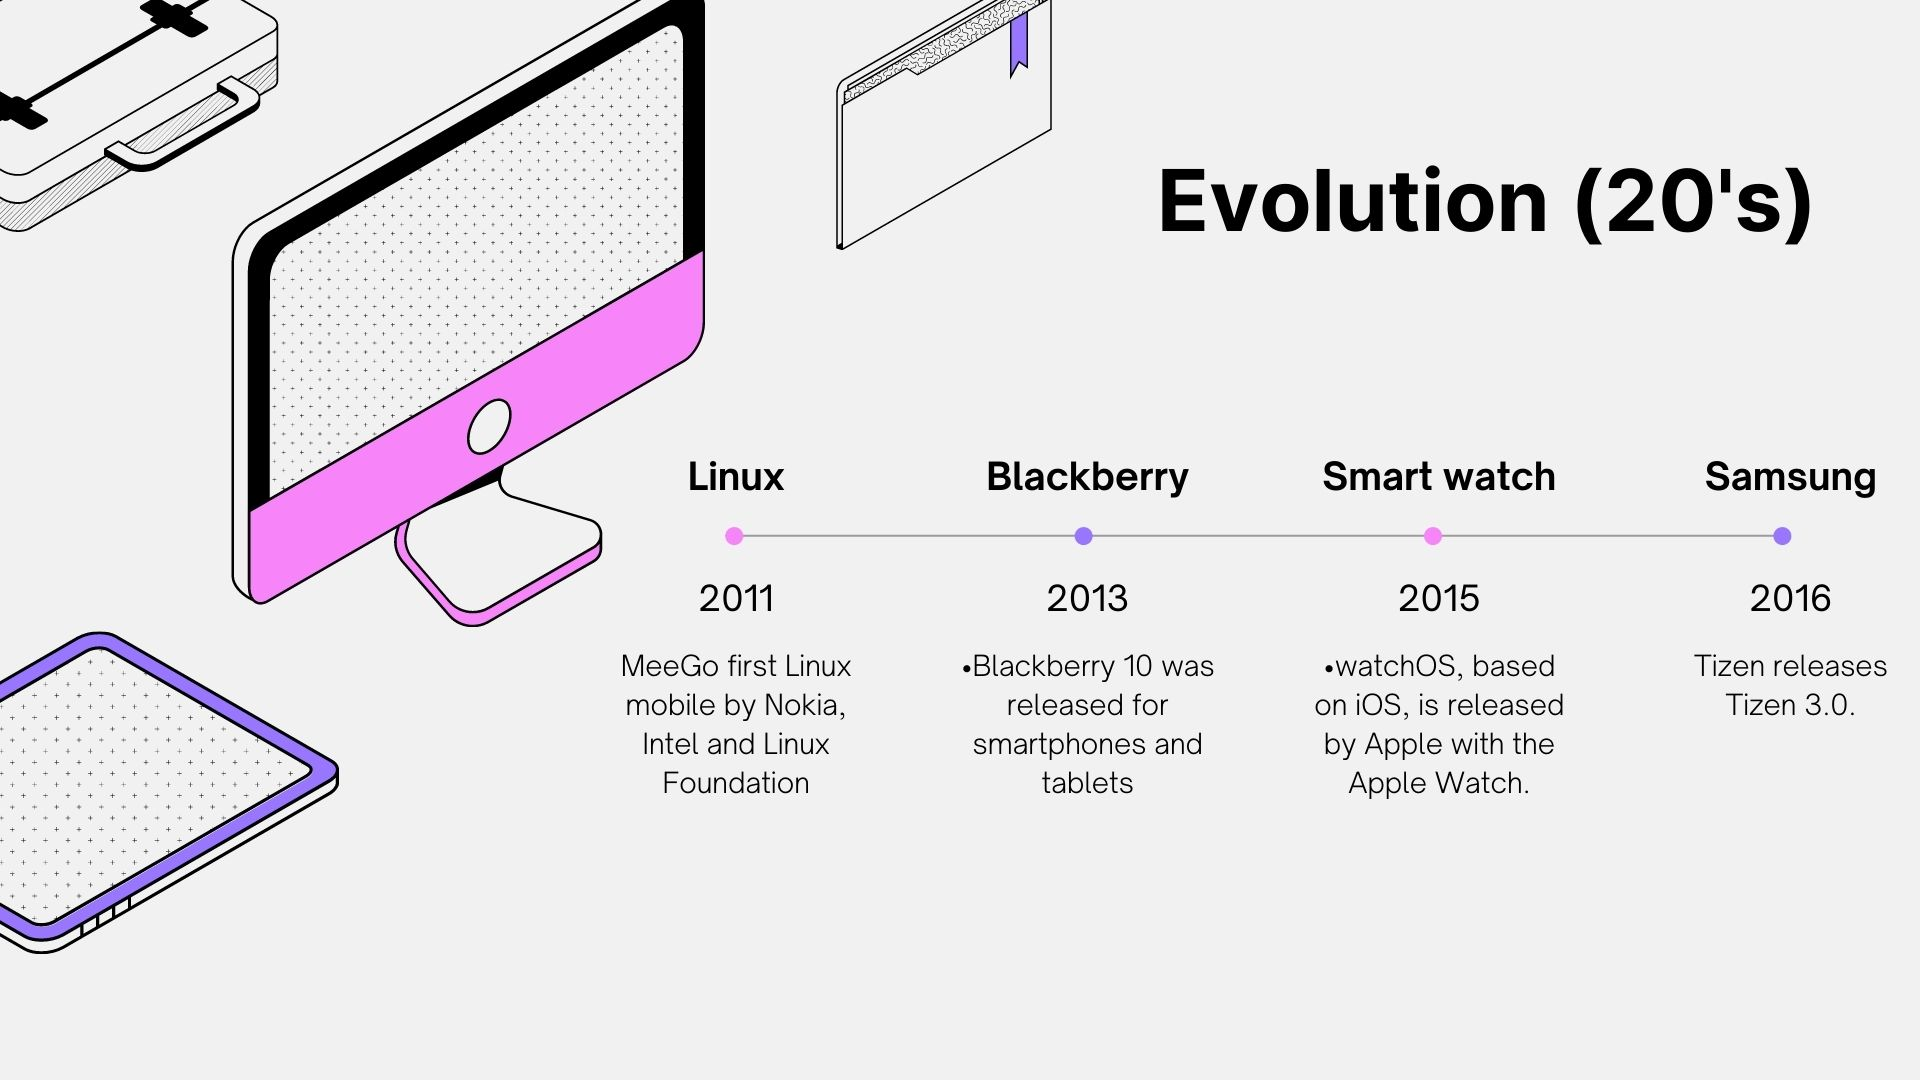 Evolution (20's)
Linux
2011
MeeGo first Linux
mobile by Nokia,
Intel and Linux
Foundation
Blackberry
2013
•Blackberry 10 was
released for
smartphones and
tablets
Smart watch
2015
•watchOS, based
on iOS, is released
by Apple with the
Apple Watch.
Samsung
2016
Tizen releases
Tizen 3.0.